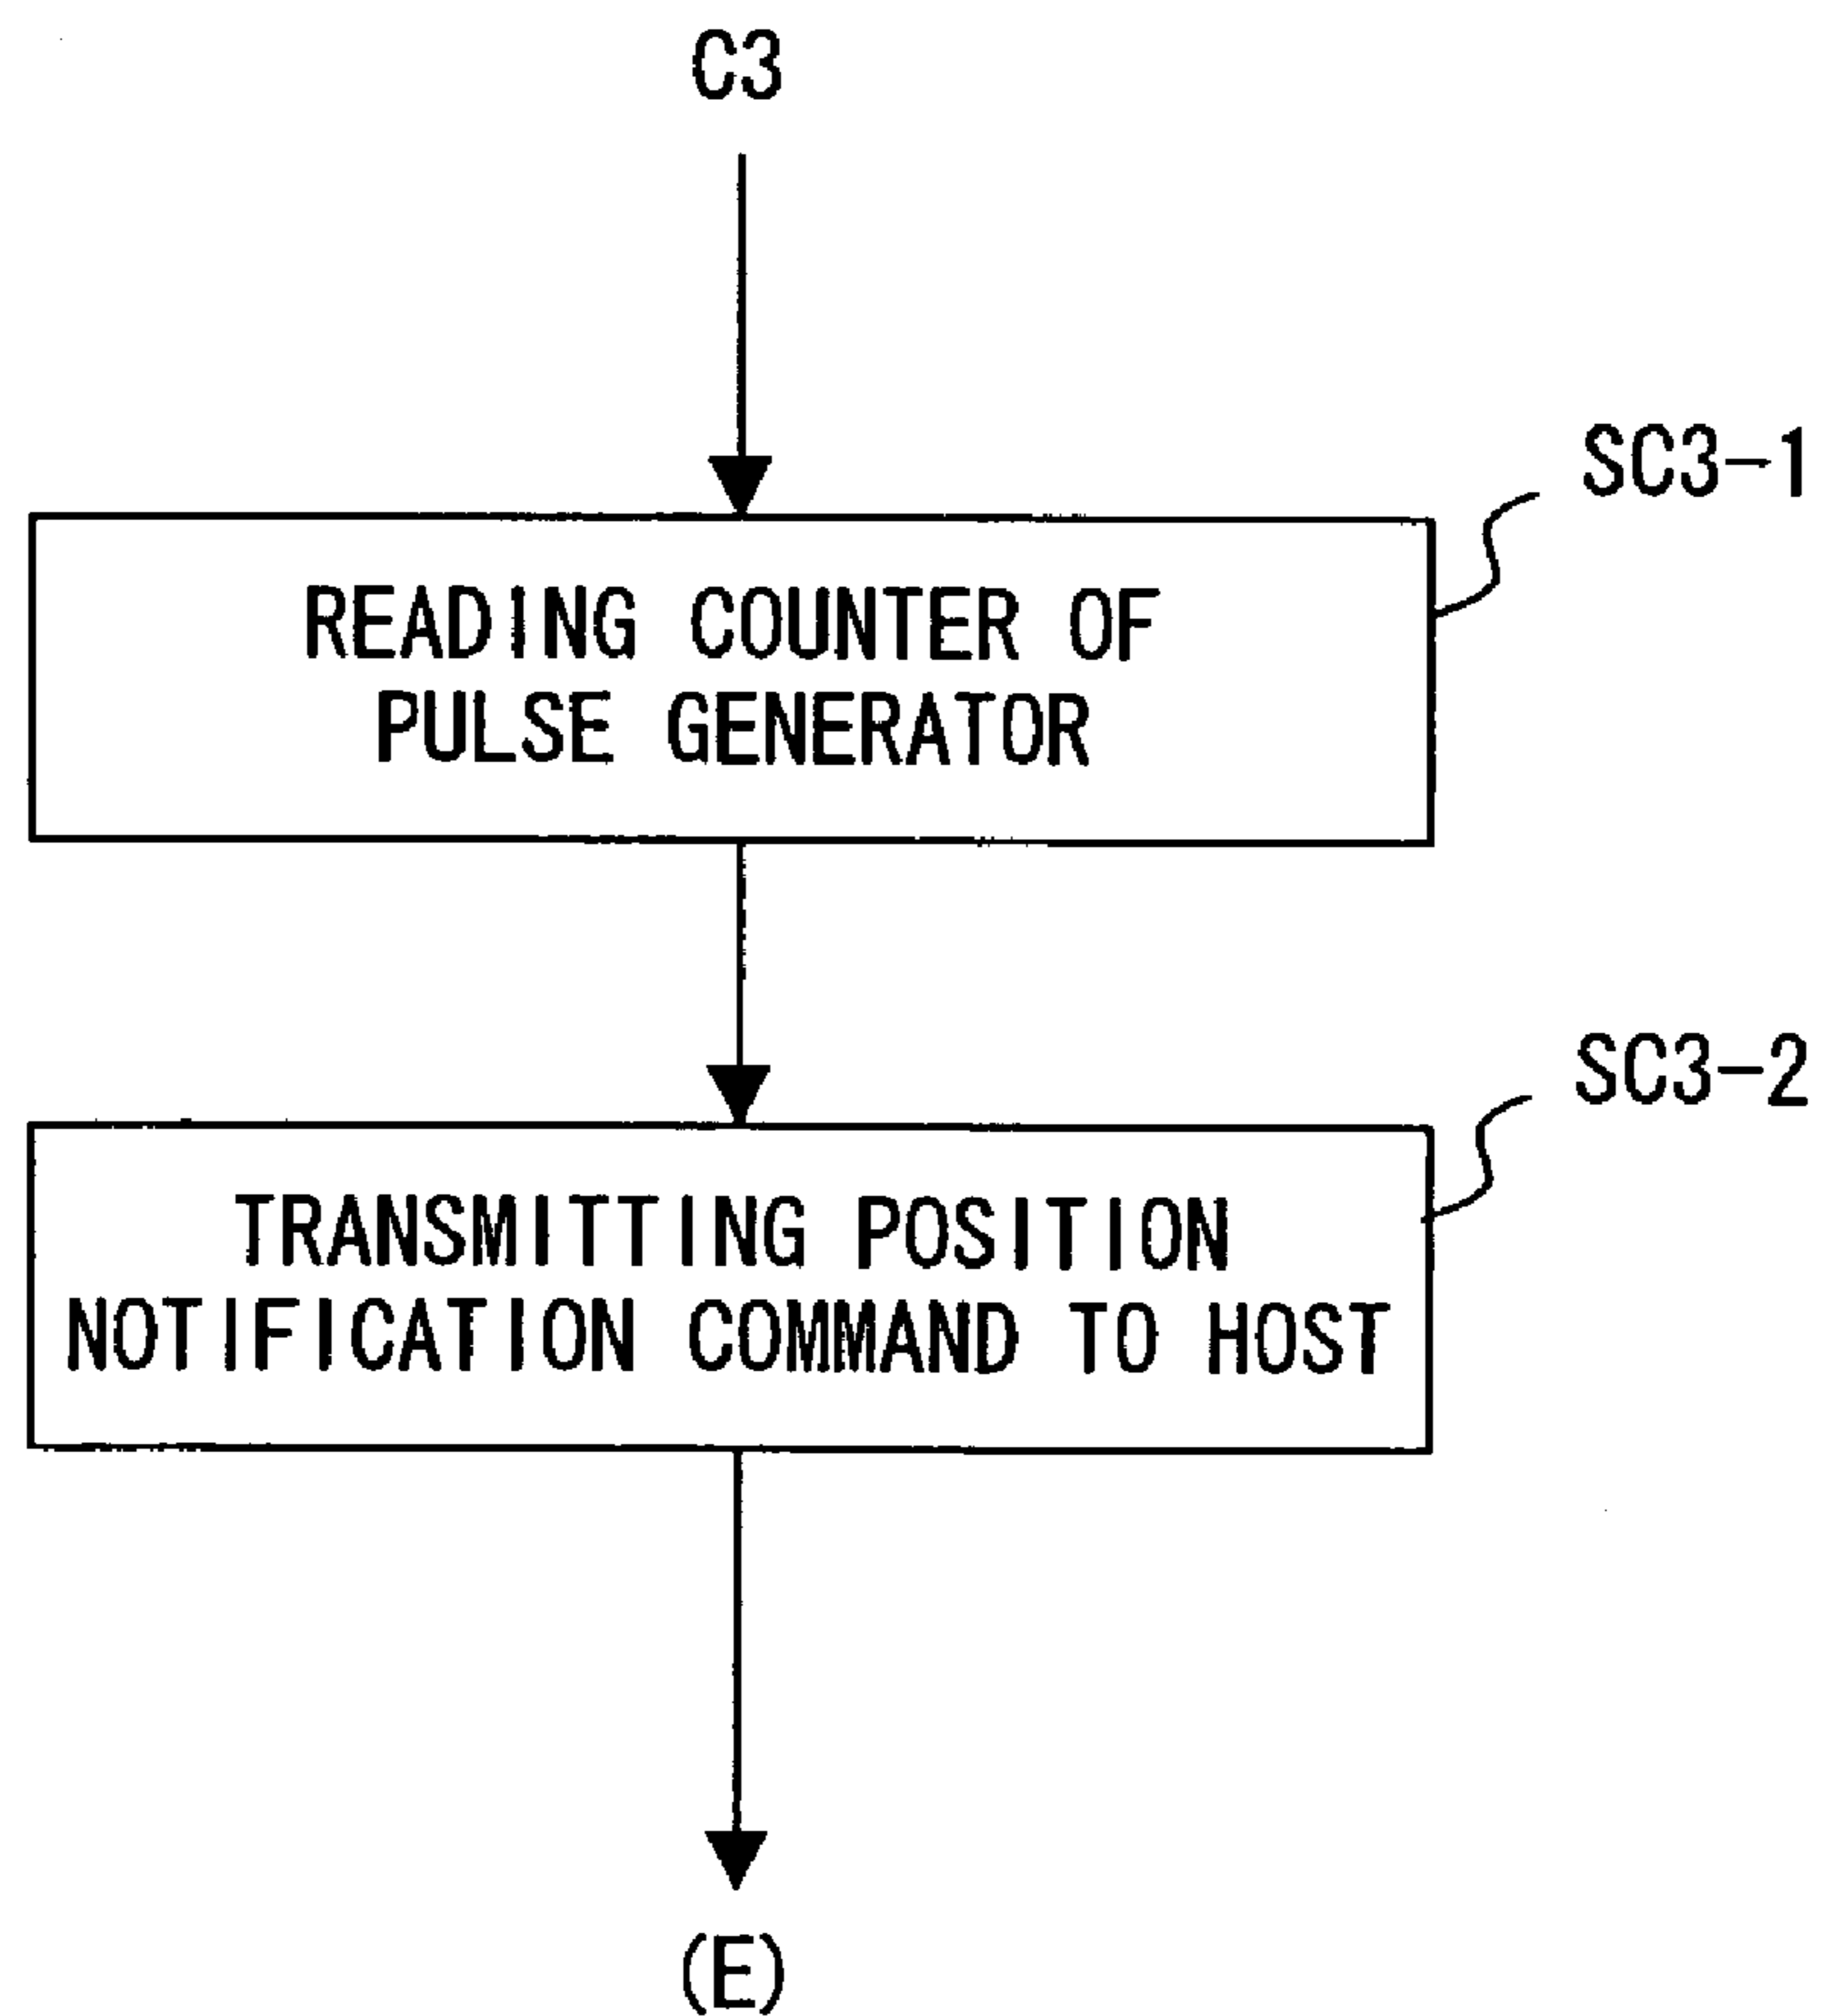 C3
SC3-1
READING COUNTER OF
PULSE GENERATOR
SC3-2
TRANSMITTING POSITION
NOTIFICATION COMMAND TO HOST
(E)